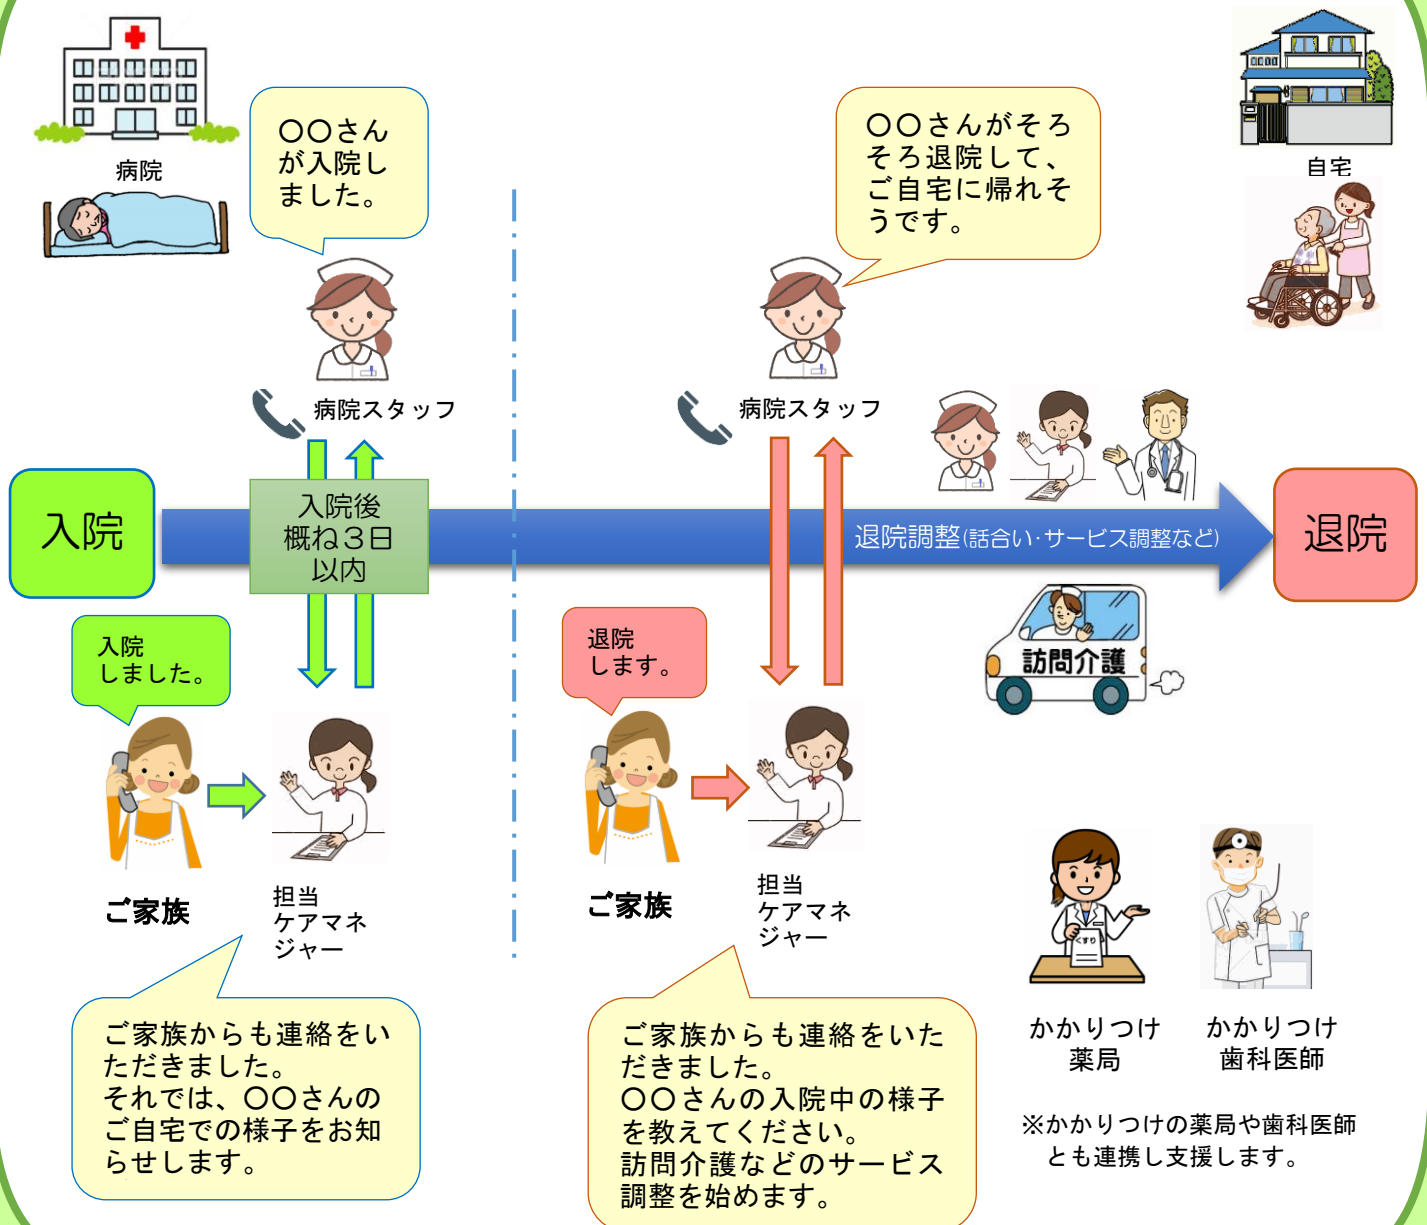 病院
〇〇さん
が入院し
ました。
〇〇さんがそろ
そろ退院して、
ご自宅に帰れそ
うです。
自宅
病院スタッフ
病院スタッフ
入院
入院後
概ね３日
以内
退院調整(話合い・サービス調整など)
退院
入院
しました。
退院
します。
訪問介護
ご家族
担当
ケアマネ
ジャー
ご家族
担当
ケアマネ
ジャー
くすり
かかりつけ
薬局
かかりつけ
歯科医師
ご家族からも連絡をい
ただきました。
それでは、〇〇さんの
ご自宅での様子をお知
らせします。
ご家族からも連絡をいた
だきました。
〇〇さんの入院中の様子
を教えてください。
訪問介護などのサービス
調整を始めます。
※かかりつけの薬局や歯科医師
とも連携し支援します。